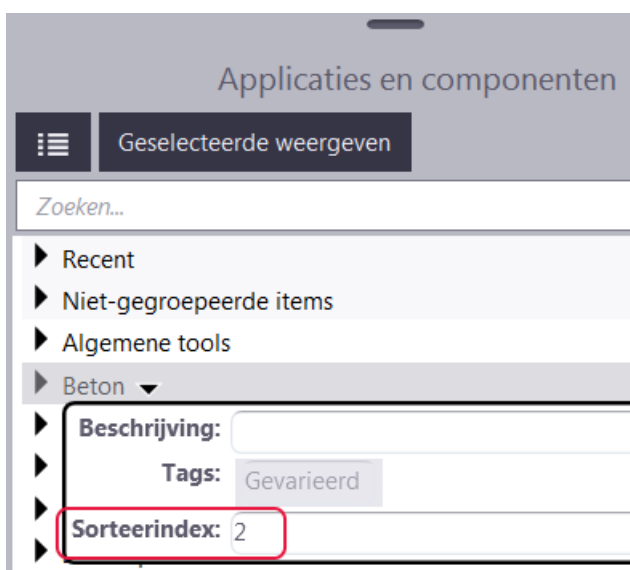 Applicaties en componenten
Geselecteerde weergeven
Zoeken...
Recent
Niet-gegroepeerde items
Algemene tools
Beton
Beschrijving:
Tags: Gevarieerd
Sorteerindex: 2